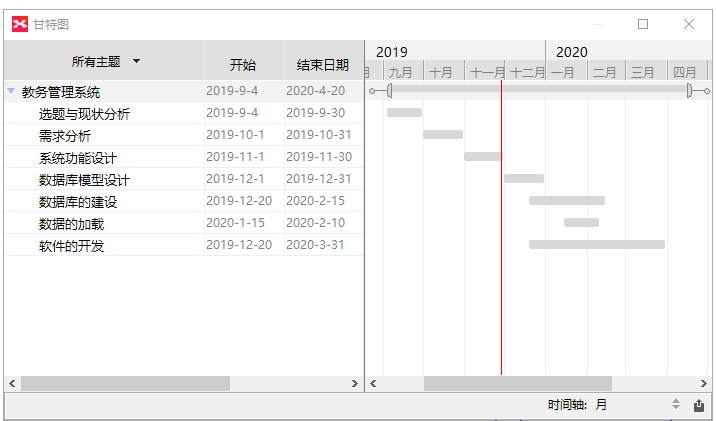 甘特图
所有主题 开始 结束日期
2019 2020
月 九月 十月 十一月 十二月 一月 二月 三月 四月
教务管理系统 2019-9-4 2020-4-20
选题与现状分析 2019-9-4 2019-9-30
需求分析 2019-10-1 2019-10-31
系统功能设计 2019-11-1 2019-11-30
数据库模型设计 2019-12-1 2019-12-31
数据库的建设 2019-12-20 2020-2-15
数据的加载 2020-1-15 2020-2-10
软件的开发 2019-12-20 2020-3-31
时间轴: 月